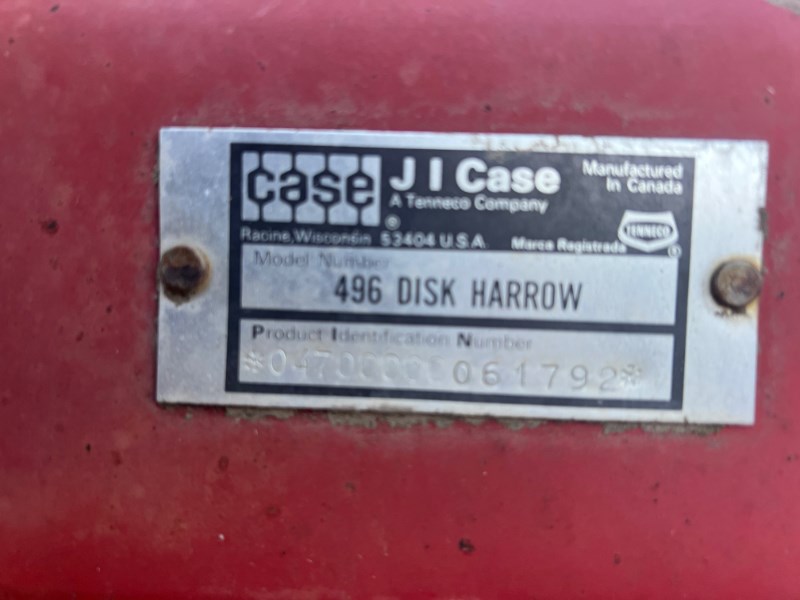 case J I Case Manufactured
In Canada
A Tenneco Company
®
Racine, Wisconsin 53404 U.S.A. Marca Registrada TENNECO ®
Model Number
496 DISK HARROW
Product Identification Number
061792*